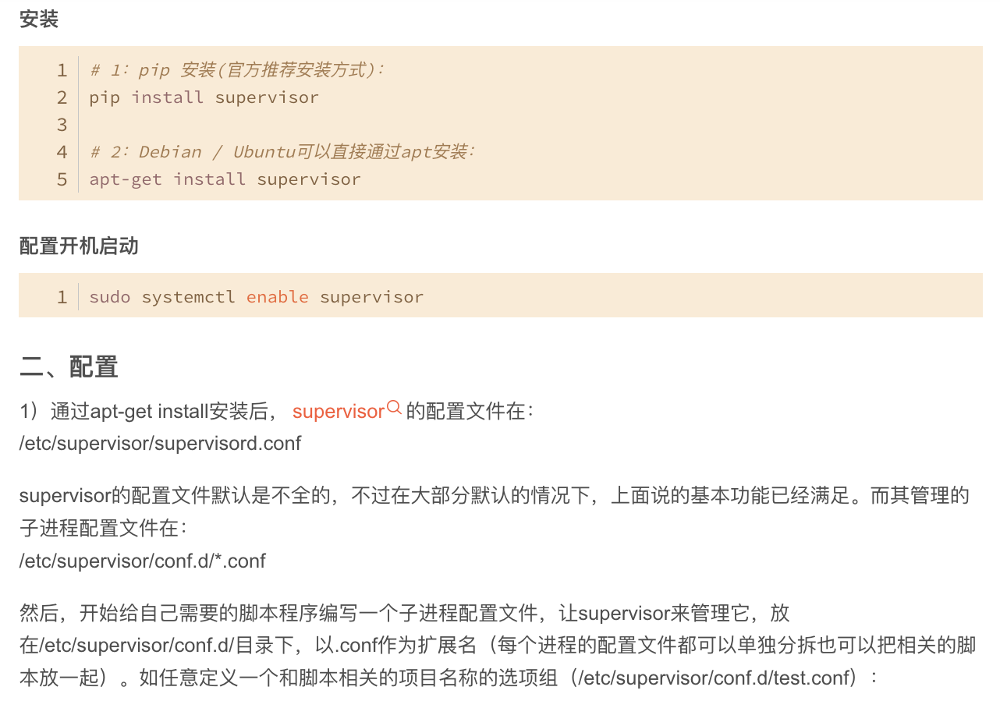 安装
1 # 1：pip 安装(官方推荐安装方式)：
2 pip install supervisor
3
4 # 2：Debian / Ubuntu可以直接通过apt安装：
5 apt-get install supervisor
配置开机启动
1 sudo systemctl enable supervisor
二、配置
1）通过apt-get install安装后， supervisor 的配置文件在：
/etc/supervisor/supervisord.conf
supervisor的配置文件默认是不全的，不过在大部分默认的情况下，上面说的基本功能已经满足。而其管理的
子进程配置文件在：
/etc/supervisor/conf.d/*.conf
然后，开始给自己需要的脚本程序编写一个子进程配置文件，让supervisor来管理它，放
在/etc/supervisor/conf.d/目录下，以.conf作为扩展名（每个进程的配置文件都可以单独分拆也可以把相关的脚
本放一起）。如任意定义一个和脚本相关的项目名称的选项组（/etc/supervisor/conf.d/test.conf）：